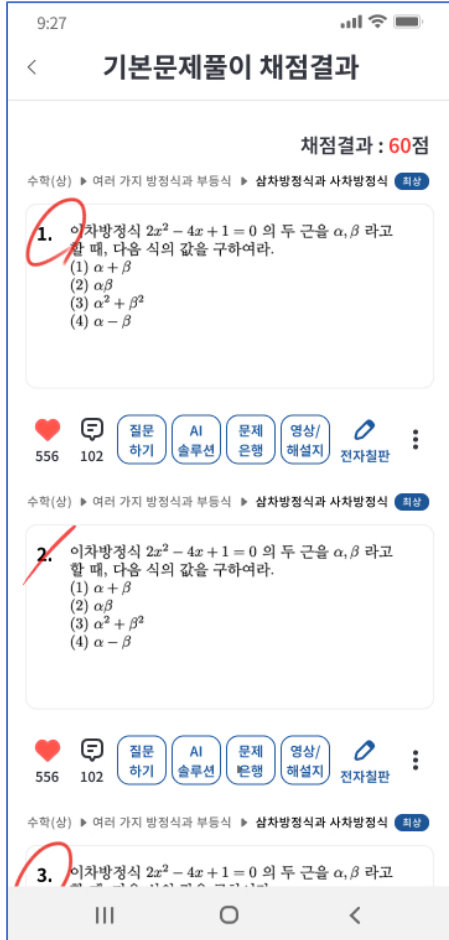 9:27
기본문제풀이 채점결과
채점결과 : 60점
수학(상) ▶ 여러 가지 방정식과 부등식 ▶ 삼차방정식과 사차방정식 최상
1. 이차방정식 2x² − 4x + 1 = 0 의 두 근을 α, β 라고
할 때, 다음 식의 값을 구하여라.
(1) α + β
(2) αβ
(3) α² + β²
(4) α − β
556 102 질문하기 AI솔루션 문제은행 영상/해설지 전자칠판
수학(상) ▶ 여러 가지 방정식과 부등식 ▶ 삼차방정식과 사차방정식 최상
2. 이차방정식 2x² − 4x + 1 = 0 의 두 근을 α, β 라고
할 때, 다음 식의 값을 구하여라.
(1) α + β
(2) αβ
(3) α² + β²
(4) α − β
556 102 질문하기 AI솔루션 문제은행 영상/해설지 전자칠판
수학(상) ▶ 여러 가지 방정식과 부등식 ▶ 삼차방정식과 사차방정식 최상
3. 이차방정식 2x² − 4x + 1 = 0 의 두 근을 α, β 라고